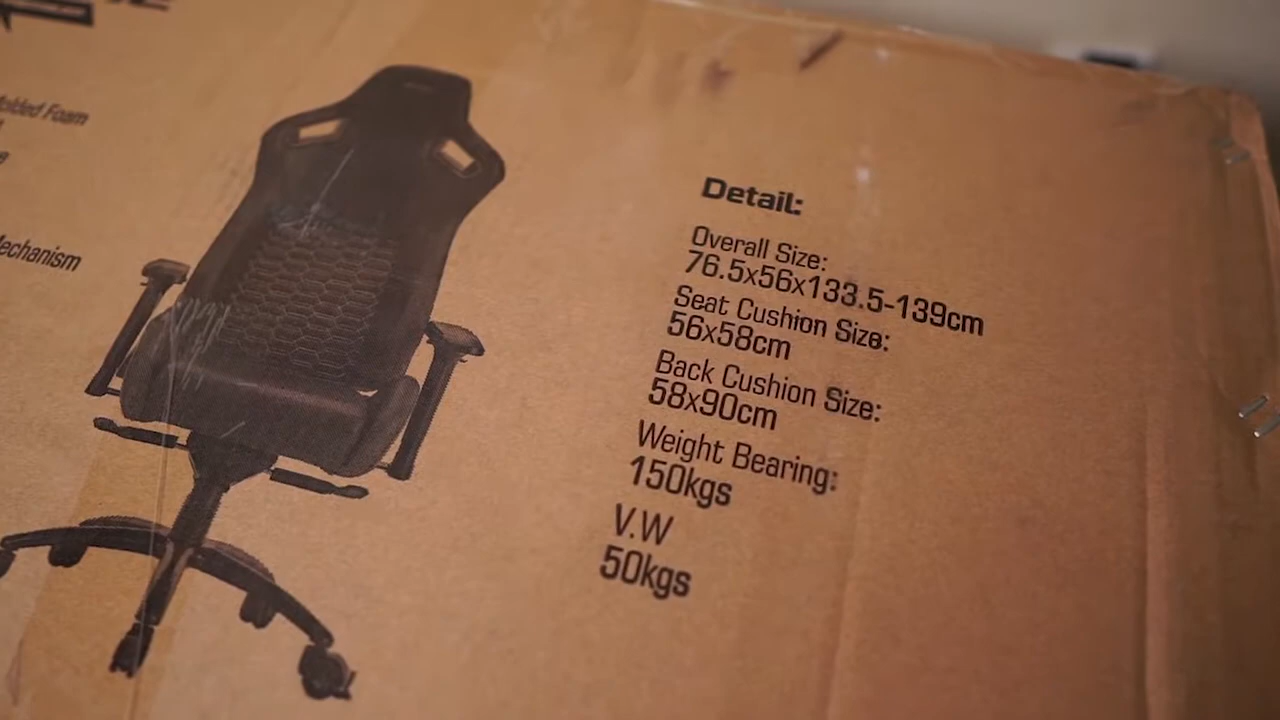 olded Foam
echanism
Detail:
Overall Size:
76.5x56x133.5-139cm
Seat Cushion Size:
56x58cm
Back Cushion Size:
58x90cm
Weight Bearing:
150kgs
V.W
50kgs